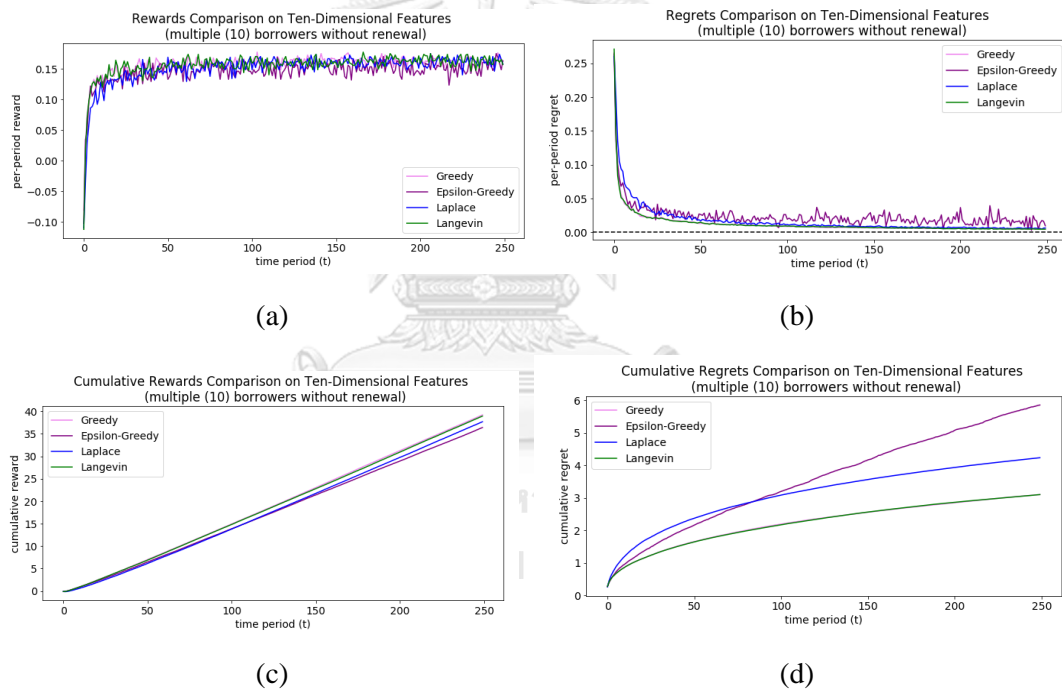 Rewards Comparison on Ten-Dimensional Features
(multiple (10) borrowers without renewal)
per-period reward
0.15
0.10
0.05
0.00
−0.05
−0.10
Greedy
Epsilon-Greedy
Laplace
Langevin
0
50
100
150
200
250
time period (t)
(a)
Regrets Comparison on Ten-Dimensional Features
(multiple (10) borrowers without renewal)
per-period regret
0.25
0.20
0.15
0.10
0.05
0.00
Greedy
Epsilon-Greedy
Laplace
Langevin
0
50
100
150
200
250
time period (t)
(b)
Cumulative Rewards Comparison on Ten-Dimensional Features
(multiple (10) borrowers without renewal)
cumulative reward
40
35
30
25
20
15
10
5
0
Greedy
Epsilon-Greedy
Laplace
Langevin
0
50
100
150
200
250
time period (t)
(c)
Cumulative Regrets Comparison on Ten-Dimensional Features
(multiple (10) borrowers without renewal)
cumulative regret
6
5
4
3
2
1
0
Greedy
Epsilon-Greedy
Laplace
Langevin
0
50
100
150
200
250
time period (t)
(d)